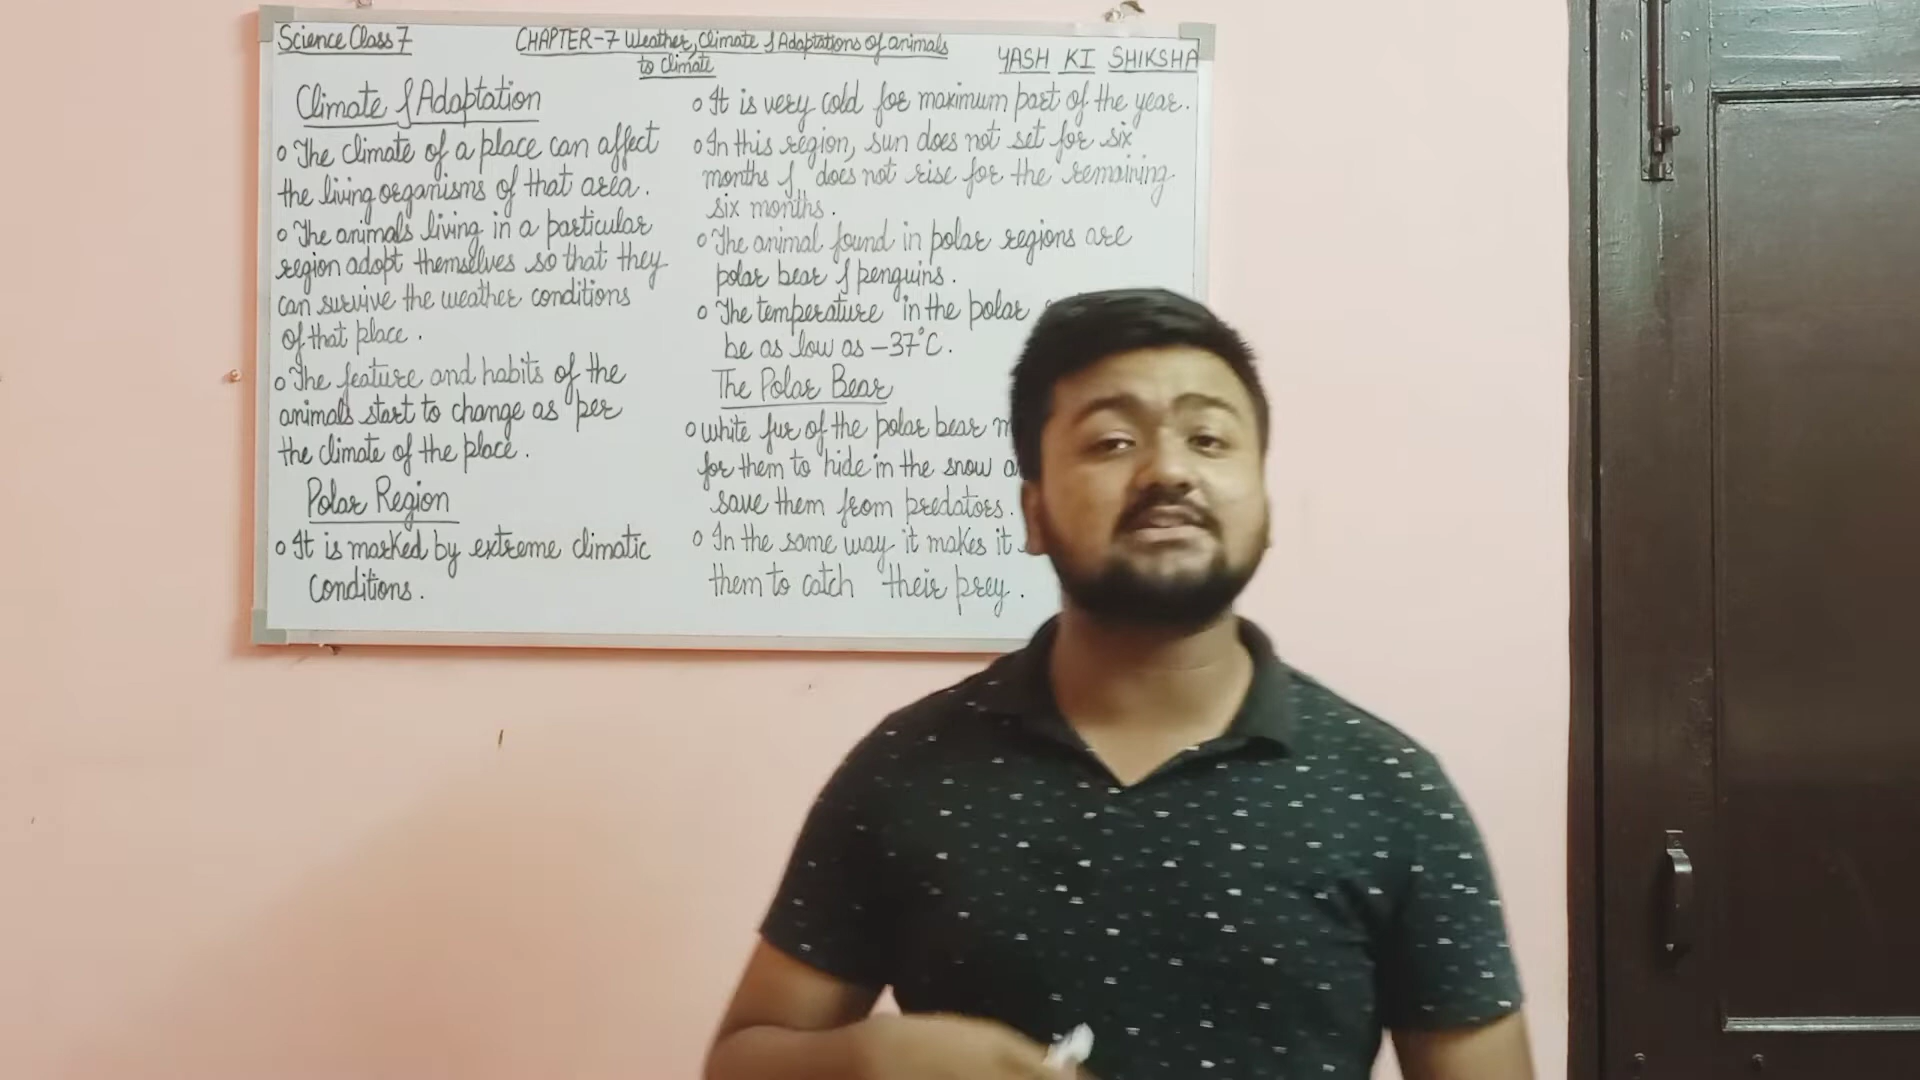 Science Class 7
CHAPTER-7 Weather, Climate & Adaptations of animals
to Climate
YASH KI SHIKSHA
Climate & Adaptation
o The climate of a place can affect
the living organisms of that area.
o The animals living in a particular
region adopt themselves so that they
can survive the weather conditions
of that place.
o The feature and habits of the
animals start to change as per
the climate of the place.
Polar Region
o It is marked by extreme climatic
conditions.
o It is very cold for maximum part of the year.
o In this region, sun does not set for six
months & does not rise for the remaining
six months.
o The animal found in polar regions are
polar bear & penguins.
o The temperature in the polar
be as low as -37°C.
The Polar Bear
o white fur of the polar bear
for them to hide in the snow
save them from predators.
o In the same way it makes it
them to catch their prey.